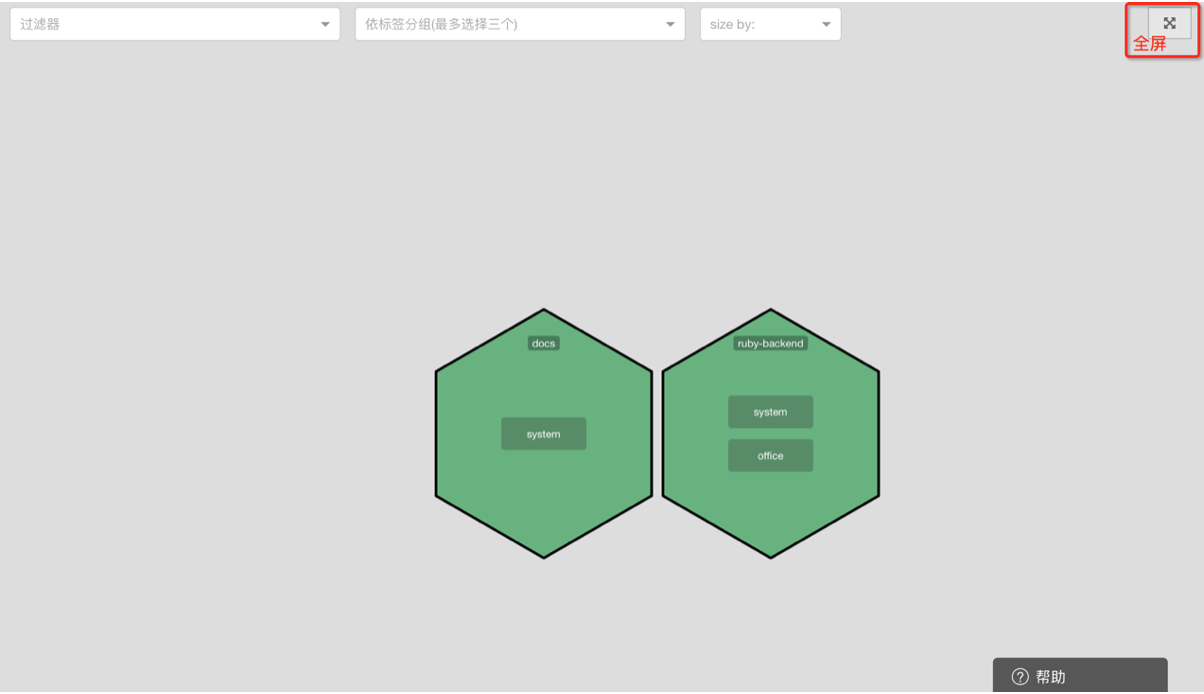 过滤器
依标签分组(最多选择三个)
size by:
全屏
docs
system
ruby-backend
system
office
帮助